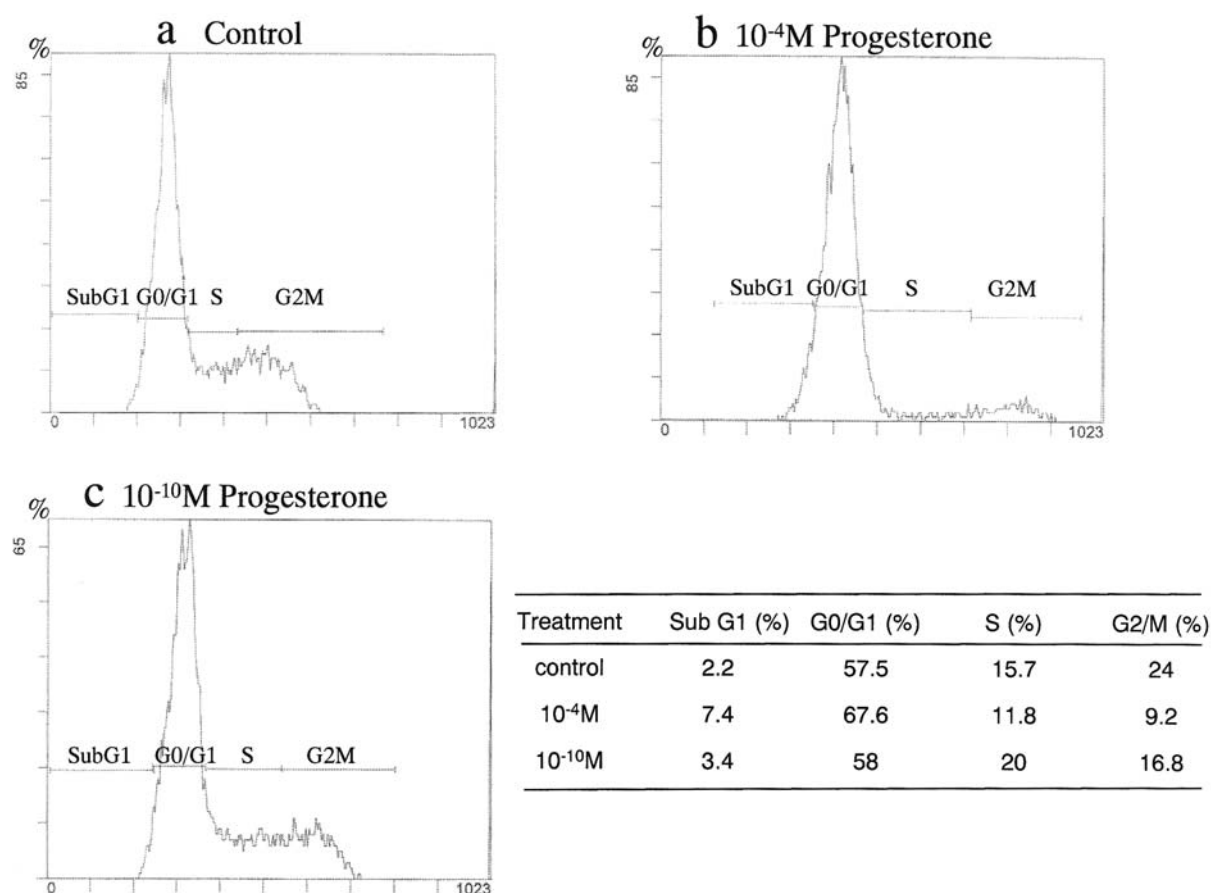 a Control
%
85
SubG1 G0/G1 S G2M
0 1023
b 10⁻⁴M Progesterone
%
85
SubG1 G0/G1 S G2M
0 1023
c 10⁻¹⁰M Progesterone
%
65
SubG1 G0/G1 S G2M
0 1023
Treatment Sub G1 (%) G0/G1 (%) S (%) G2/M (%)
control 2.2 57.5 15.7 24
10⁻⁴M 7.4 67.6 11.8 9.2
10⁻¹⁰M 3.4 58 20 16.8